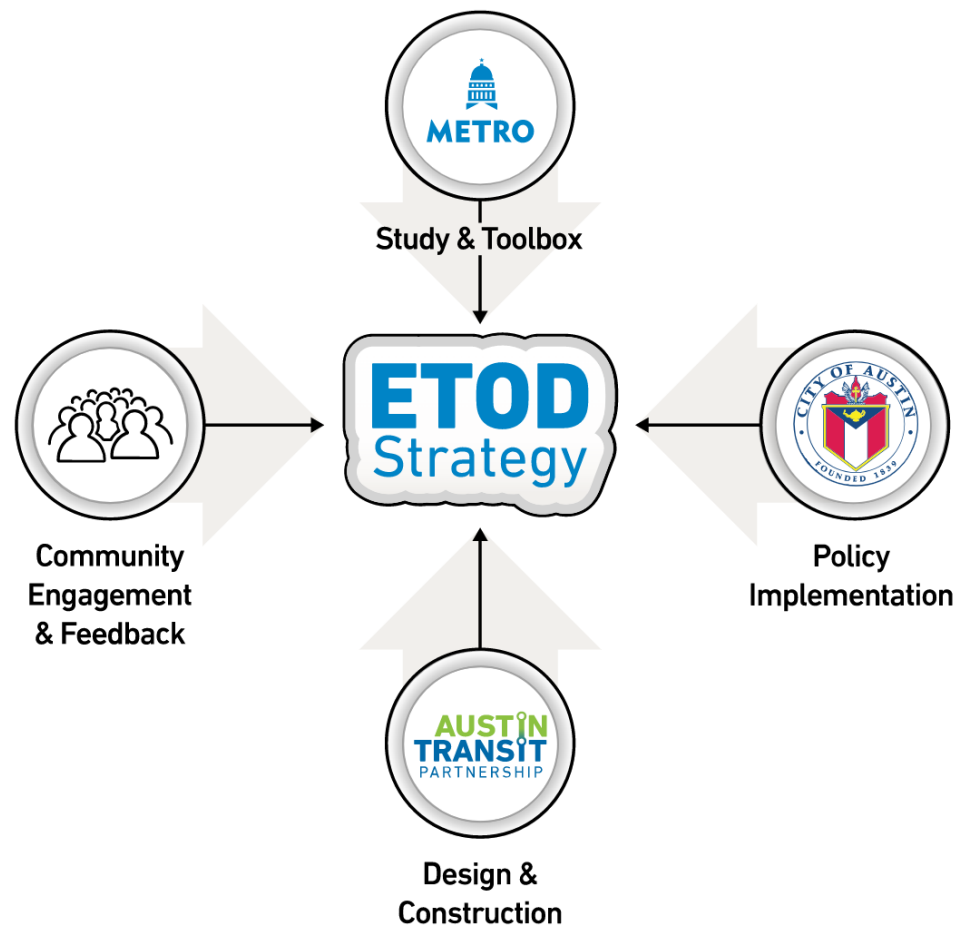 METRO
Study & Toolbox
ETOD
Strategy
Community
Engagement
& Feedback
CITY OF AUSTIN
FOUNDED 1839
Policy
Implementation
AUSTIN
TRANSIT
PARTNERSHIP
Design &
Construction